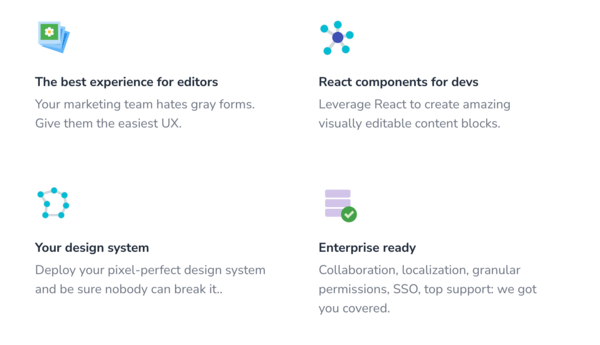 The best experience for editors
Your marketing team hates gray forms.
Give them the easiest UX.
React components for devs
Leverage React to create amazing
visually editable content blocks.
Your design system
Deploy your pixel-perfect design system
and be sure nobody can break it..
Enterprise ready
Collaboration, localization, granular
permissions, SSO, top support: we got
you covered.